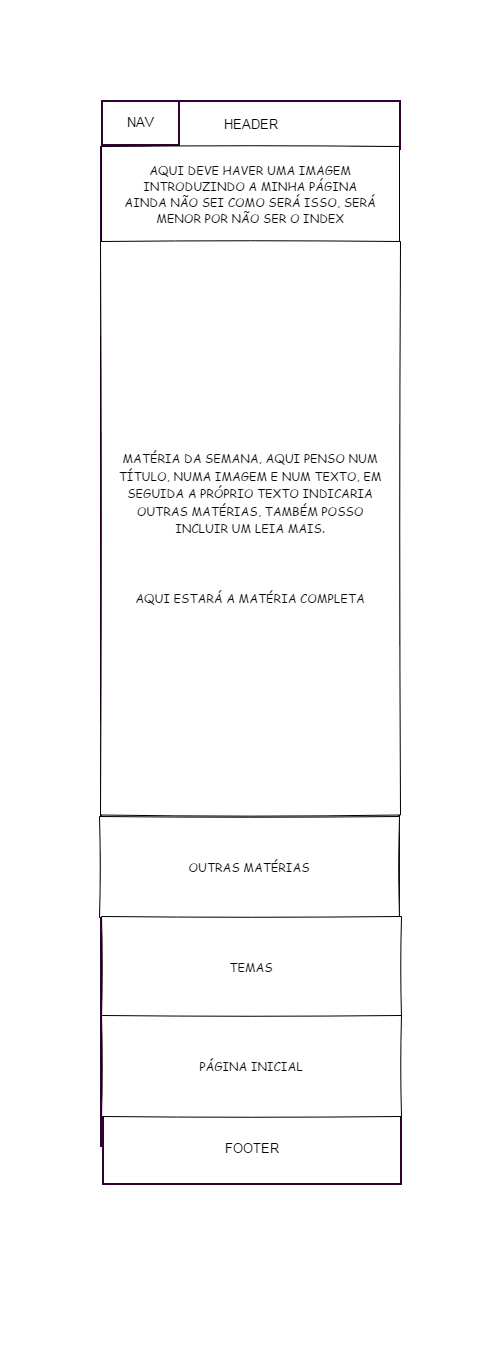 NAV
HEADER
AQUI DEVE HAVER UMA IMAGEM
INTRODUZINDO A MINHA PÁGINA
AINDA NÃO SEI COMO SERÁ ISSO, SERÁ
MENOR POR NÃO SER O INDEX
MATÉRIA DA SEMANA, AQUI PENSO NUM
TÍTULO, NUMA IMAGEM E NUM TEXTO, EM
SEGUIDA A PRÓPRIO TEXTO INDICARIA
OUTRAS MATÉRIAS, TAMBÉM POSSO
INCLUIR UM LEIA MAIS.
AQUI ESTARÁ A MATÉRIA COMPLETA
OUTRAS MATÉRIAS
TEMAS
PÁGINA INICIAL
FOOTER